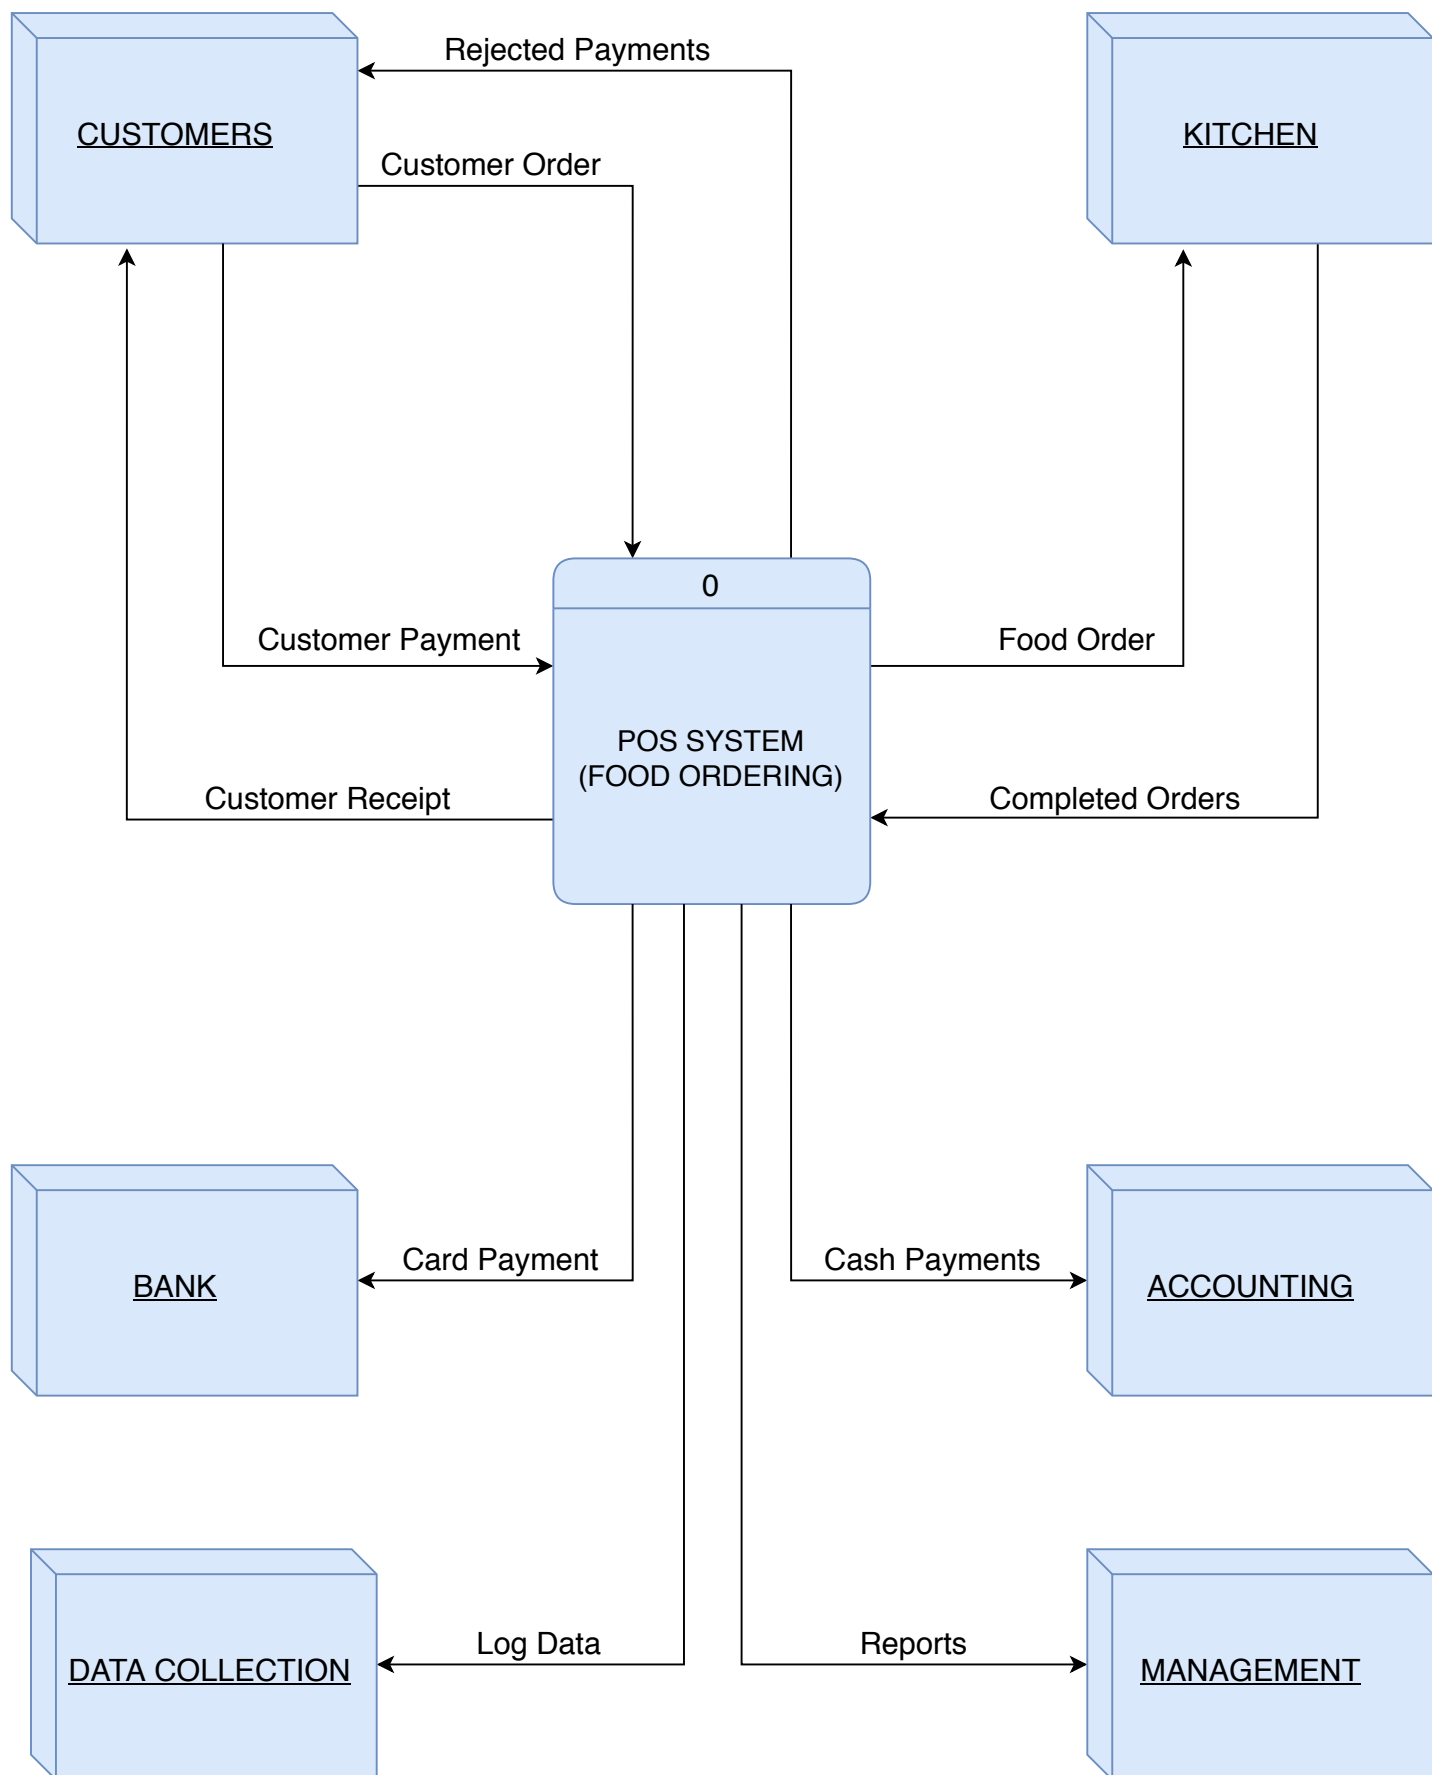 Rejected Payments
CUSTOMERS
KITCHEN
Customer Order
0
Customer Payment
Food Order
POS SYSTEM
(FOOD ORDERING)
Customer Receipt
Completed Orders
Card Payment
Cash Payments
BANK
ACCOUNTING
Log Data
Reports
DATA COLLECTION
MANAGEMENT